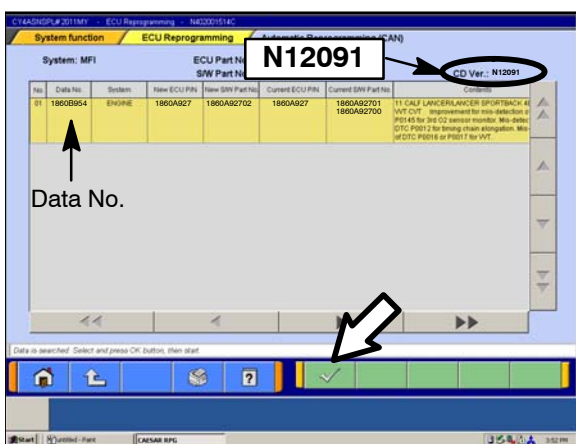 CY4ASNSPL# 2011MY - ECU Reprogramming - N402001514C
System function ECU Reprogramming (CAN)
System: MFI ECU Part No
S/W Part No
N12091
CD Ver.: N12091
No. Data No. System New ECU P/N New S/W Part No. Current ECU P/N Current S/W Part No. Contents
01 1860B954 ENGINE 1860A927 1860A92702 1860A927 1860A92701 11 CALF LANCER/LANCER SPORTBACK 4B
1860A92700 VVT CVT Improvement for mis-detection o
P0145 for 3rd O2 sensor monitor. Mis-detec
DTC P0012 for timing chain elongation. Mis-
of DTC P0016 or P0017 for VVT.
Data No.
Data is searched. Select and press OK button, then start.
?
Start untitled - Paint CAESAR RPG 3:52 PM